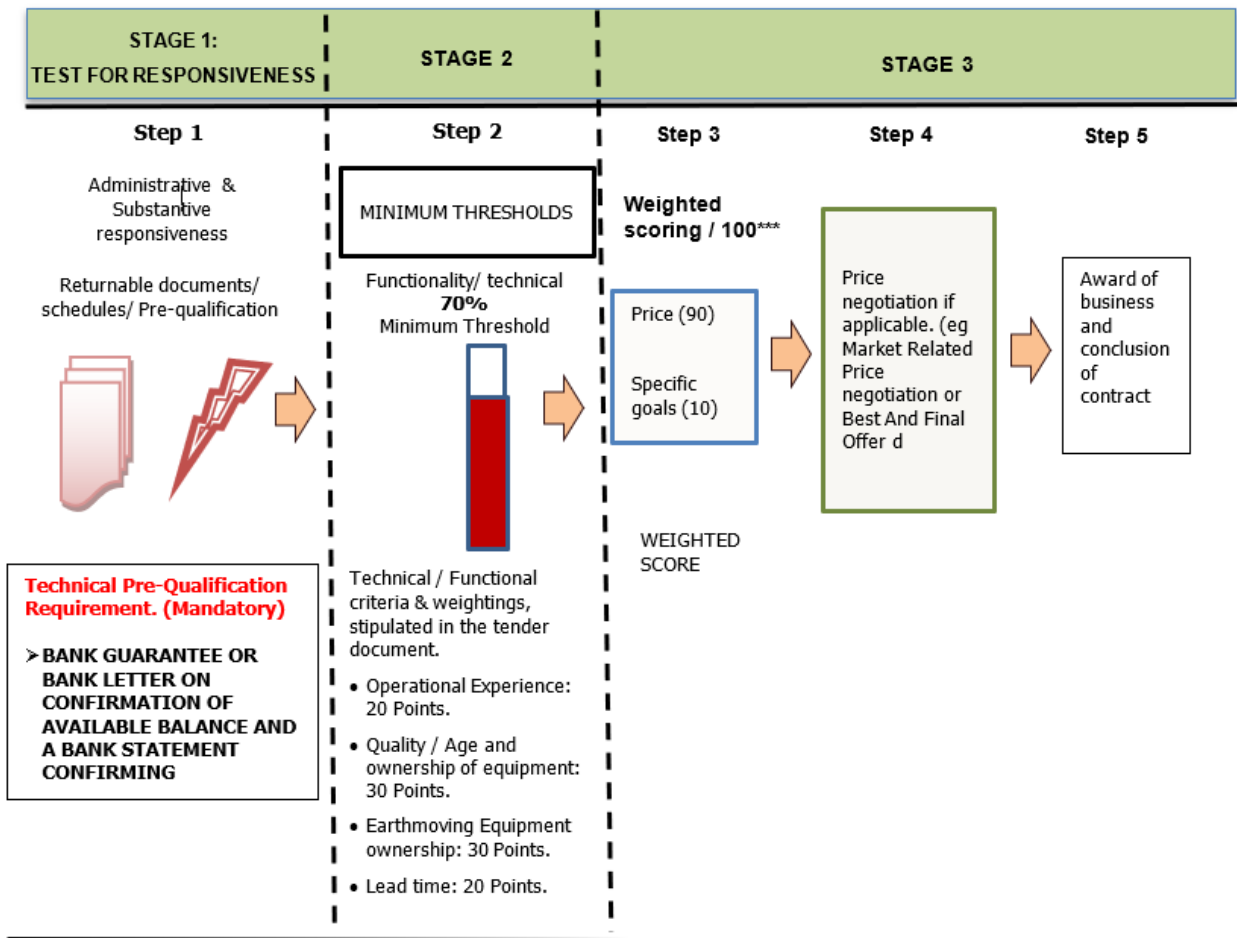 STAGE 1:
TEST FOR RESPONSIVENESS
STAGE 2
STAGE 3
Step 1
Administrative &
Substantive
responsiveness
Returnable documents/
schedules/ Pre-qualification
Technical Pre-Qualification
Requirement. (Mandatory)
➢ BANK GUARANTEE OR
BANK LETTER ON
CONFIRMATION OF
AVAILABLE BALANCE AND
A BANK STATEMENT
CONFIRMING
Step 2
MINIMUM THRESHOLDS
Functionality/ technical
70%
Minimum Threshold
Technical / Functional
criteria & weightings,
stipulated in the tender
document.
• Operational Experience:
20 Points.
• Quality / Age and
ownership of equipment:
30 Points.
• Earthmoving Equipment
ownership: 30 Points.
• Lead time: 20 Points.
Step 3
Weighted
scoring / 100***
Price (90)
Specific
goals (10)
WEIGHTED
SCORE
Step 4
Price
negotiation if
applicable. (eg
Market Related
Price
negotiation or
Best And Final
Offer d
Step 5
Award of
business
and
conclusion
of
contract